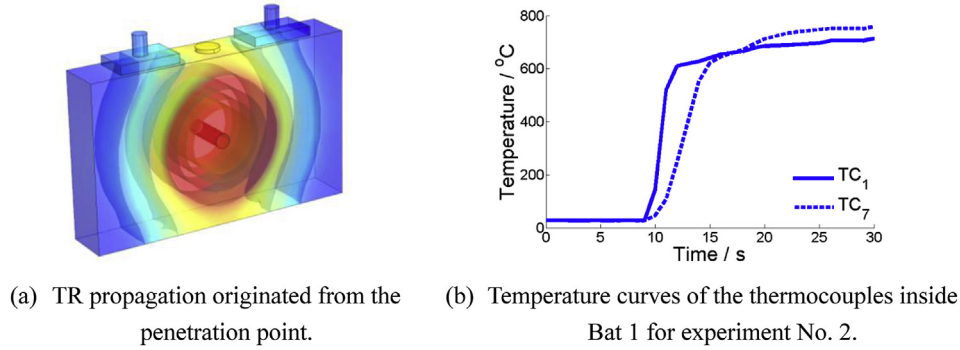 800
600
400
200
0
Temperature / °C
TC1
TC7
0 5 10 15 20 25 30
Time / s
(a) TR propagation originated from the
penetration point.
(b) Temperature curves of the thermocouples inside
Bat 1 for experiment No. 2.